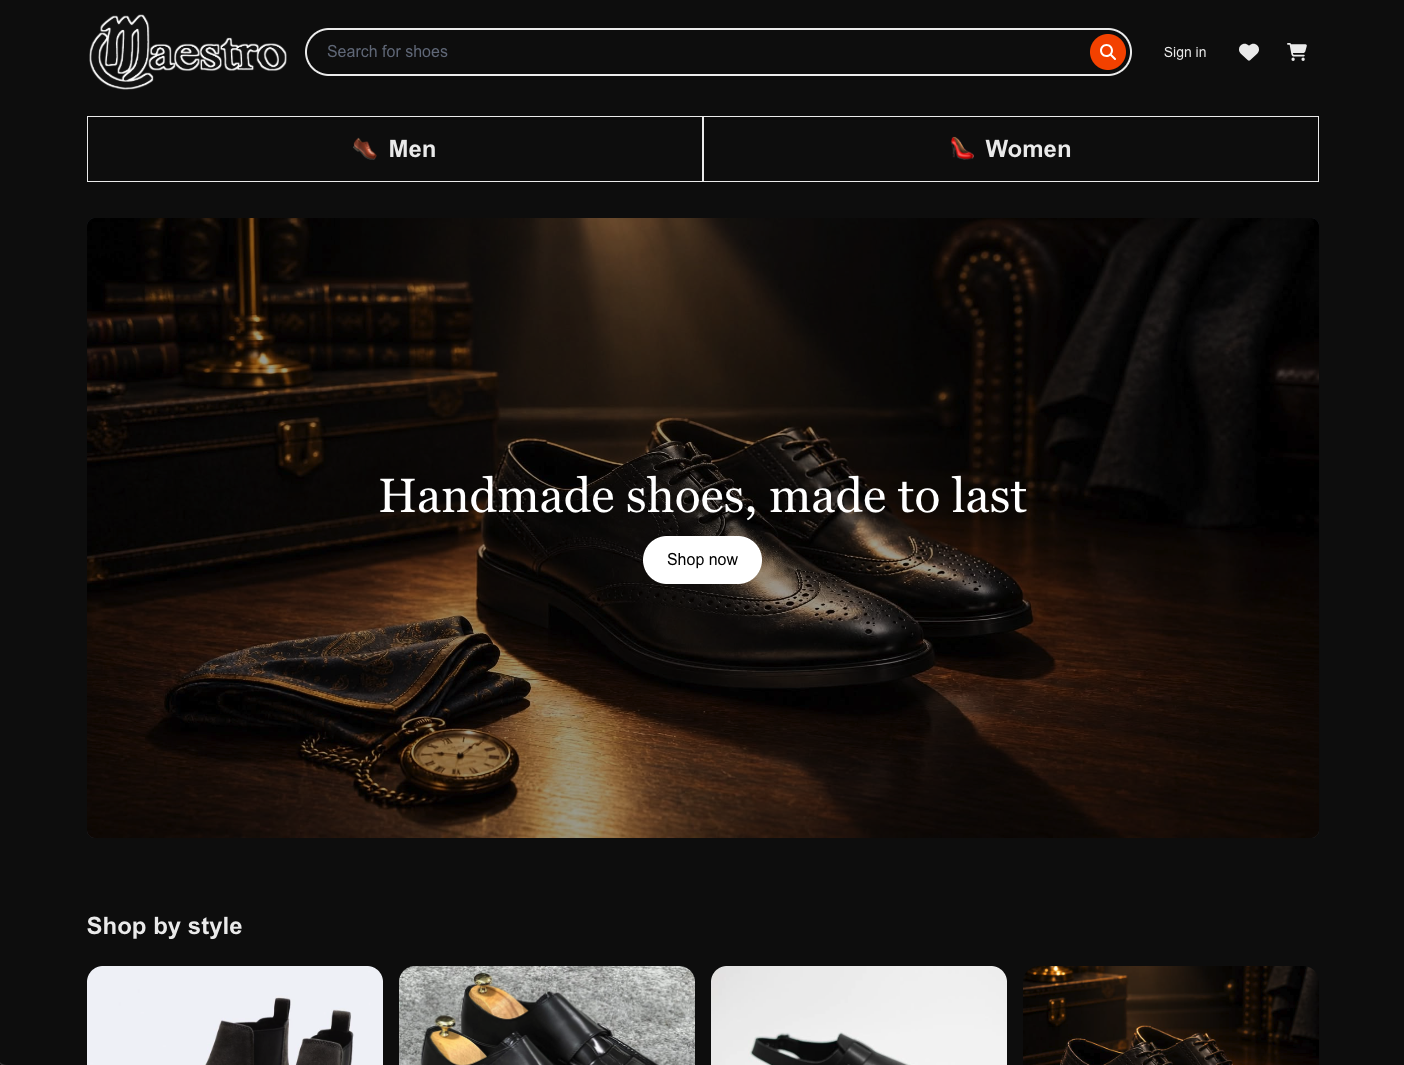 Maestro
Search for shoes
Sign in
Men
Women
Handmade shoes, made to last
Shop now
Shop by style